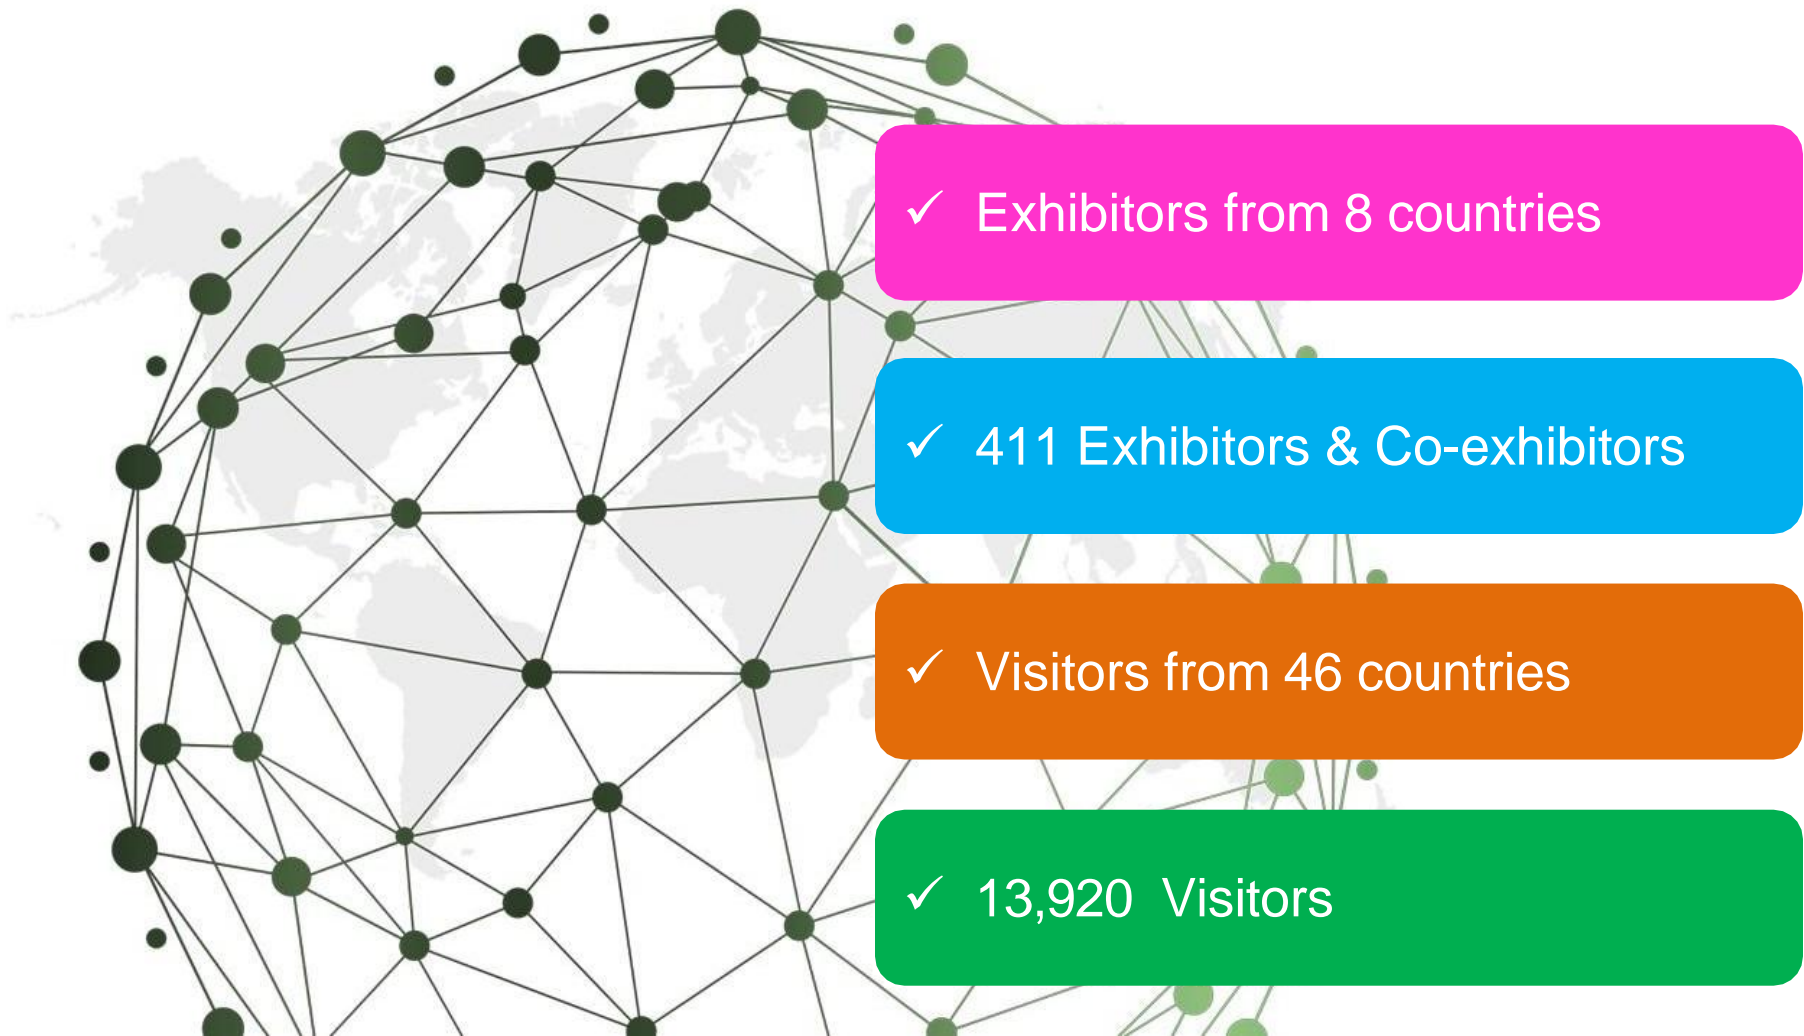 ✓ Exhibitors from 8 countries
✓ 411 Exhibitors & Co-exhibitors
✓ Visitors from 46 countries
✓ 13,920 Visitors